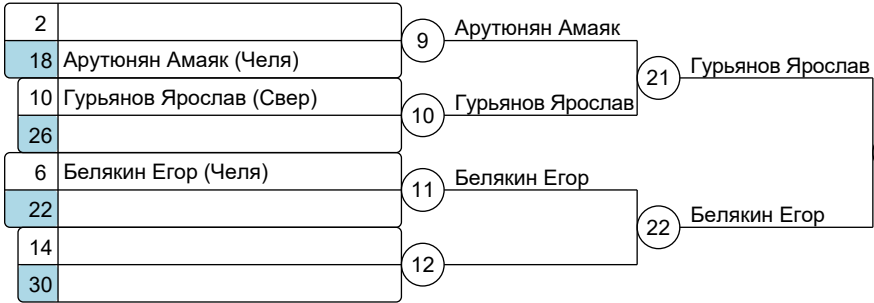 2
9
Арутюнян Амаяк
18 Арутюнян Амаяк (Челя)
21
Гурьянов Ярослав
10 Гурьянов Ярослав (Свер)
10
Гурьянов Ярослав
26
6 Белякин Егор (Челя)
11
Белякин Егор
22
22
Белякин Егор
14
12
30